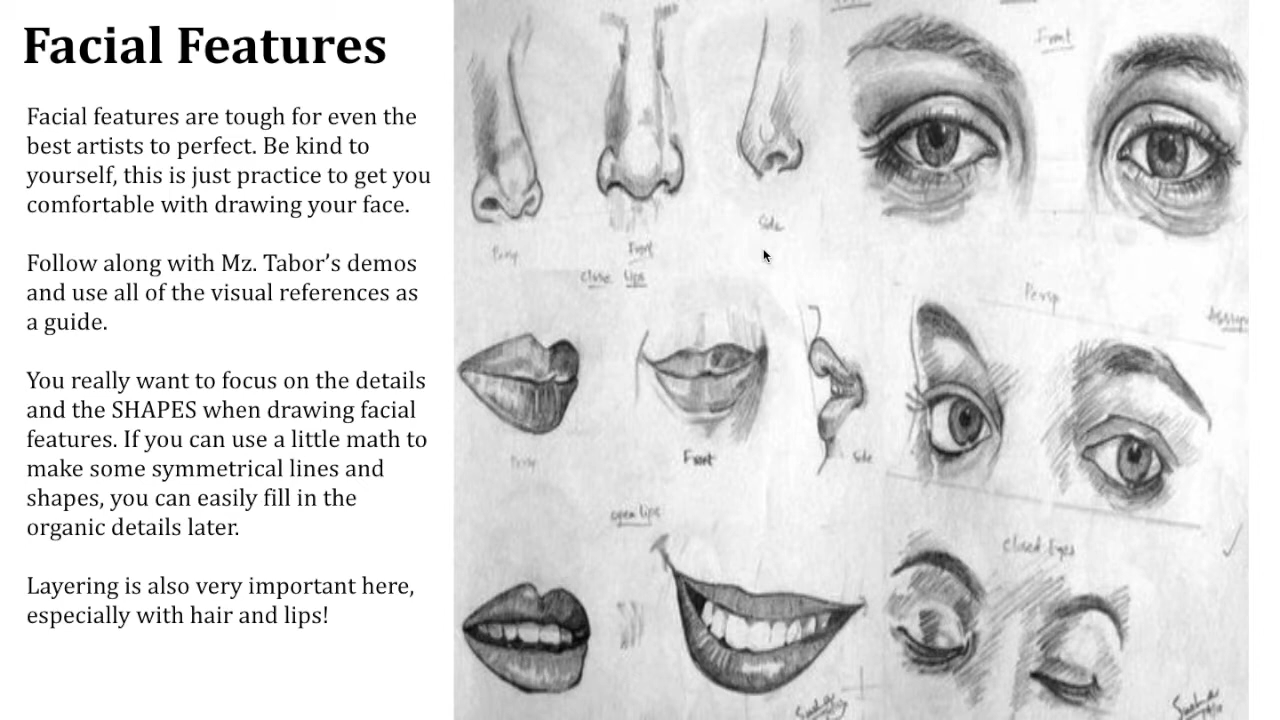 Facial Features
Facial features are tough for even the
best artists to perfect. Be kind to
yourself, this is just practice to get you
comfortable with drawing your face.
Follow along with Mz. Tabor’s demos
and use all of the visual references as
a guide.
You really want to focus on the details
and the SHAPES when drawing facial
features. If you can use a little math to
make some symmetrical lines and
shapes, you can easily fill in the
organic details later.
Layering is also very important here,
especially with hair and lips!
Front
Side
Persp
Front
Close Lips
Persp
Persp
Front
Side
open lips
Closed Eyes